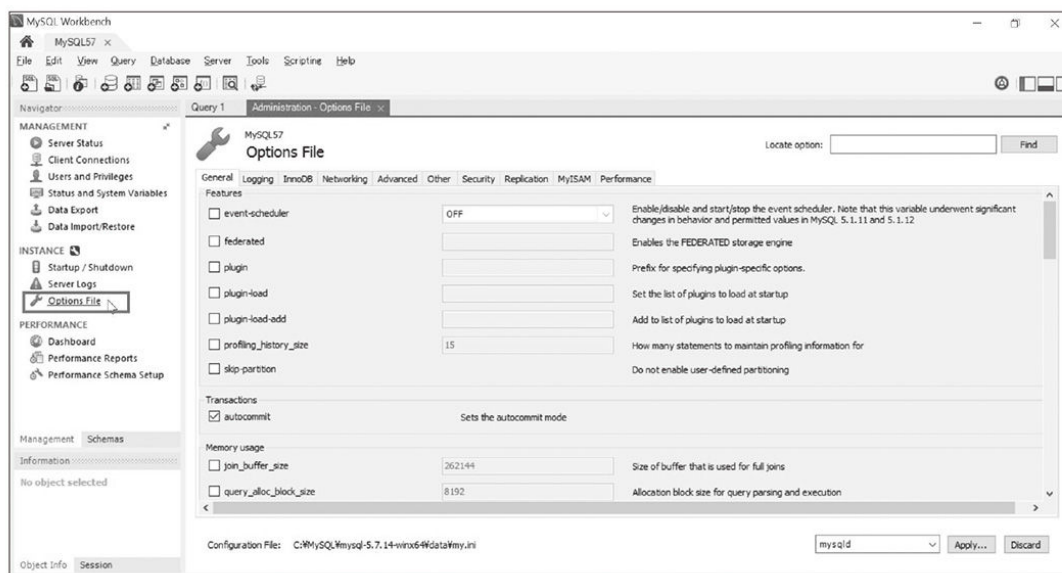 MySQL Workbench
MySQL57 ×
File Edit View Query Database Server Tools Scripting Help
Navigator
MANAGEMENT
Server Status
Client Connections
Users and Privileges
Status and System Variables
Data Export
Data Import/Restore
INSTANCE
Startup / Shutdown
Server Logs
Options File
PERFORMANCE
Dashboard
Performance Reports
Performance Schema Setup
Management Schemas
Information
No object selected
Object Info Session
Query 1 Administration - Options File ×
MySQL57
Options File
Locate option: Find
General Logging InnoDB Networking Advanced Other Security Replication MyISAM Performance
Features
event-scheduler OFF Enable/disable and start/stop the event scheduler. Note that this variable underwent significant
changes in behavior and permitted values in MySQL 5.1.11 and 5.1.12
federated Enables the FEDERATED storage engine
plugin Prefix for specifying plugin-specific options.
plugin-load Set the list of plugins to load at startup
plugin-load-add Add to list of plugins to load at startup
profiling_history_size 15 How many statements to maintain profiling information for
skip-partition Do not enable user-defined partitioning
Transactions
autocommit Sets the autocommit mode
Memory usage
join_buffer_size 262144 Size of buffer that is used for full joins
query_alloc_block_size 8192 Allocation block size for query parsing and execution
Configuration File: C:¥MySQL¥mysql-5.7.14-winx64¥data¥my.ini mysqld Apply... Discard